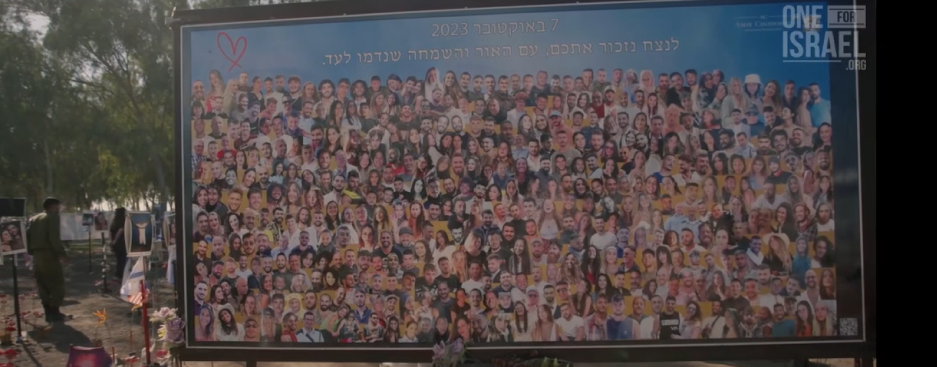 7 באוקטובר 2023
לנצח נזכור אתכם, עם האור והשמחה שנדמו לעד.
ONE
FOR
ISRAEL
.ORG